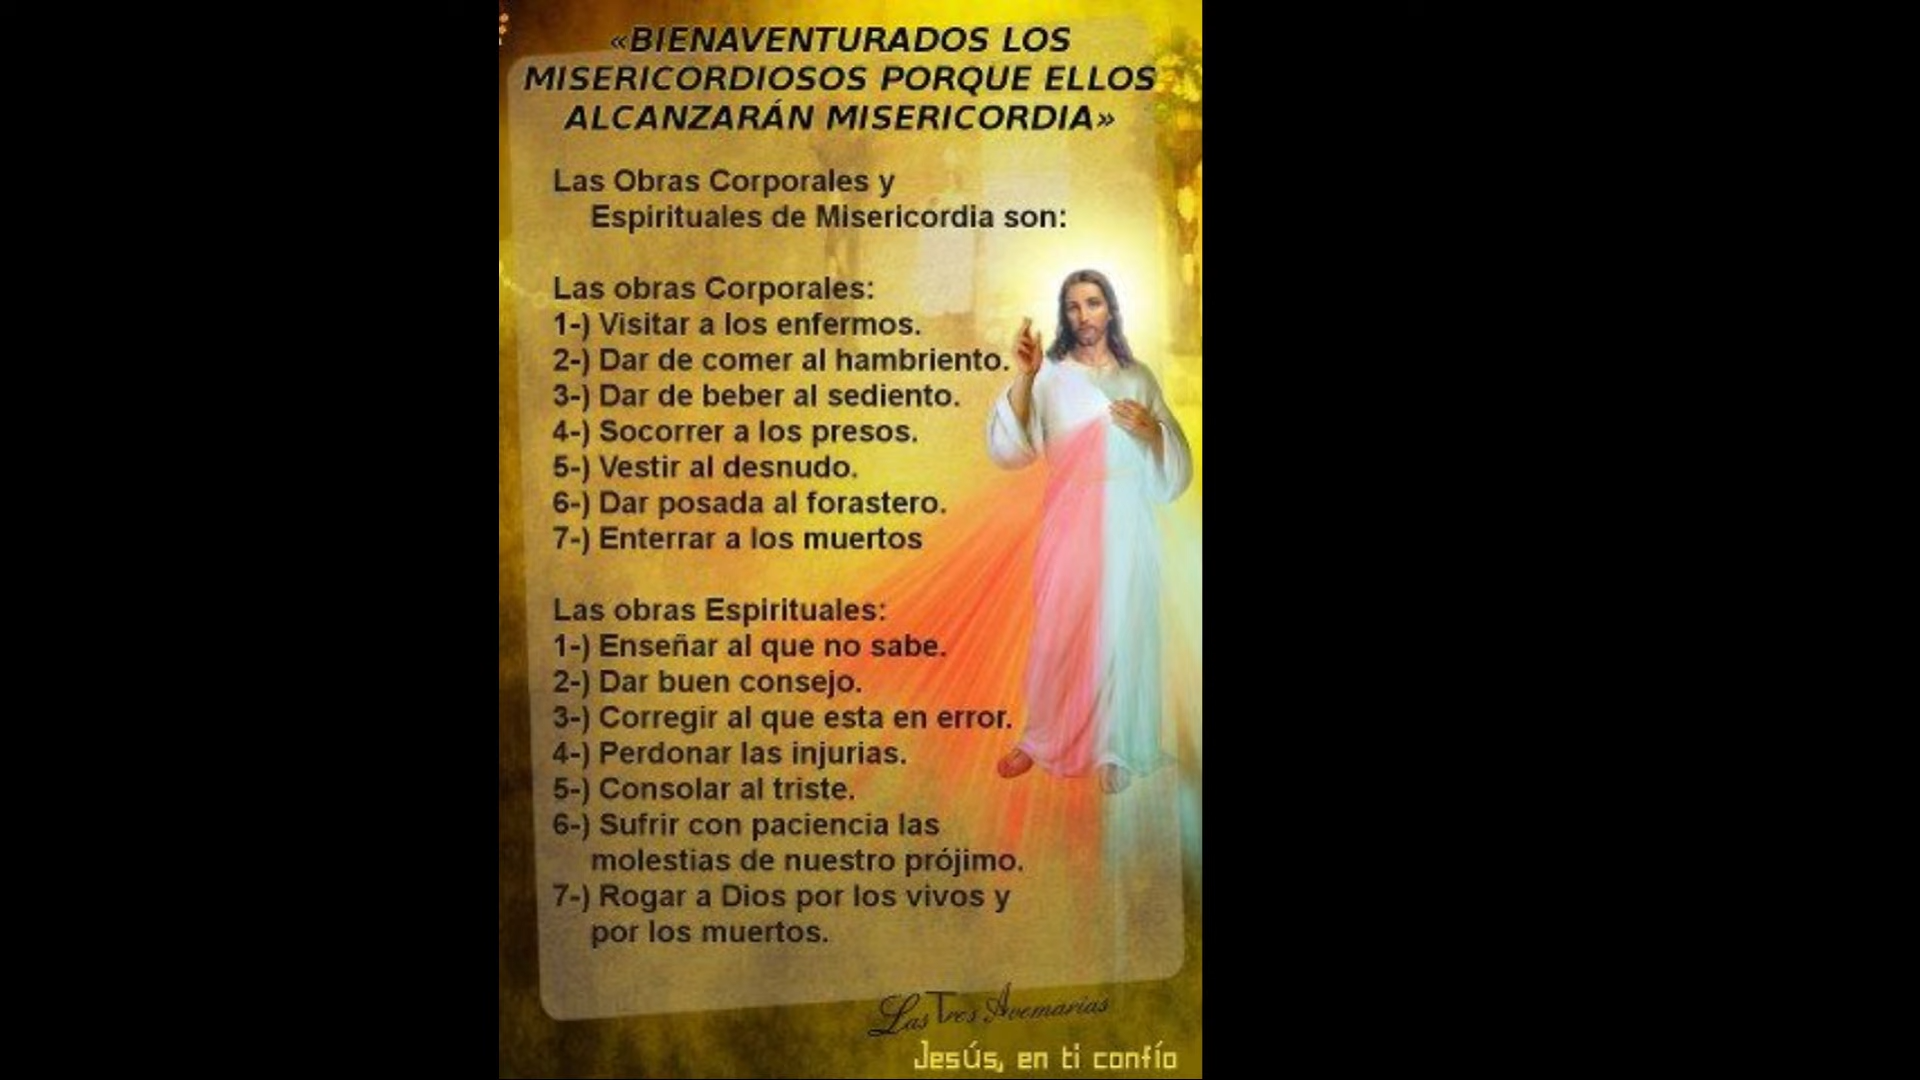 «BIENAVENTURADOS LOS
MISERICORDIOSOS PORQUE ELLOS
ALCANZARÁN MISERICORDIA»
Las Obras Corporales y
Espirituales de Misericordia son:
Las obras Corporales:
1-) Visitar a los enfermos.
2-) Dar de comer al hambriento.
3-) Dar de beber al sediento.
4-) Socorrer a los presos.
5-) Vestir al desnudo.
6-) Dar posada al forastero.
7-) Enterrar a los muertos
Las obras Espirituales:
1-) Enseñar al que no sabe.
2-) Dar buen consejo.
3-) Corregir al que esta en error.
4-) Perdonar las injurias.
5-) Consolar al triste.
6-) Sufrir con paciencia las
molestias de nuestro prójimo.
7-) Rogar a Dios por los vivos y
por los muertos.
Las Tres Avemarías
Jesús, en ti confío